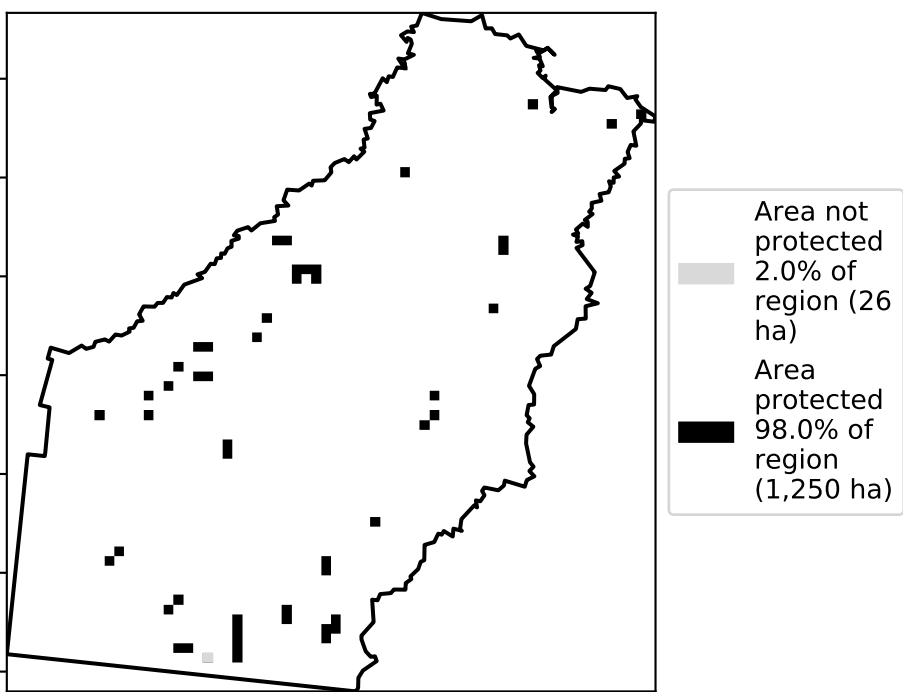 Area not
protected
2.0% of
region (26
ha)
Area
protected
98.0% of
region
(1,250 ha)